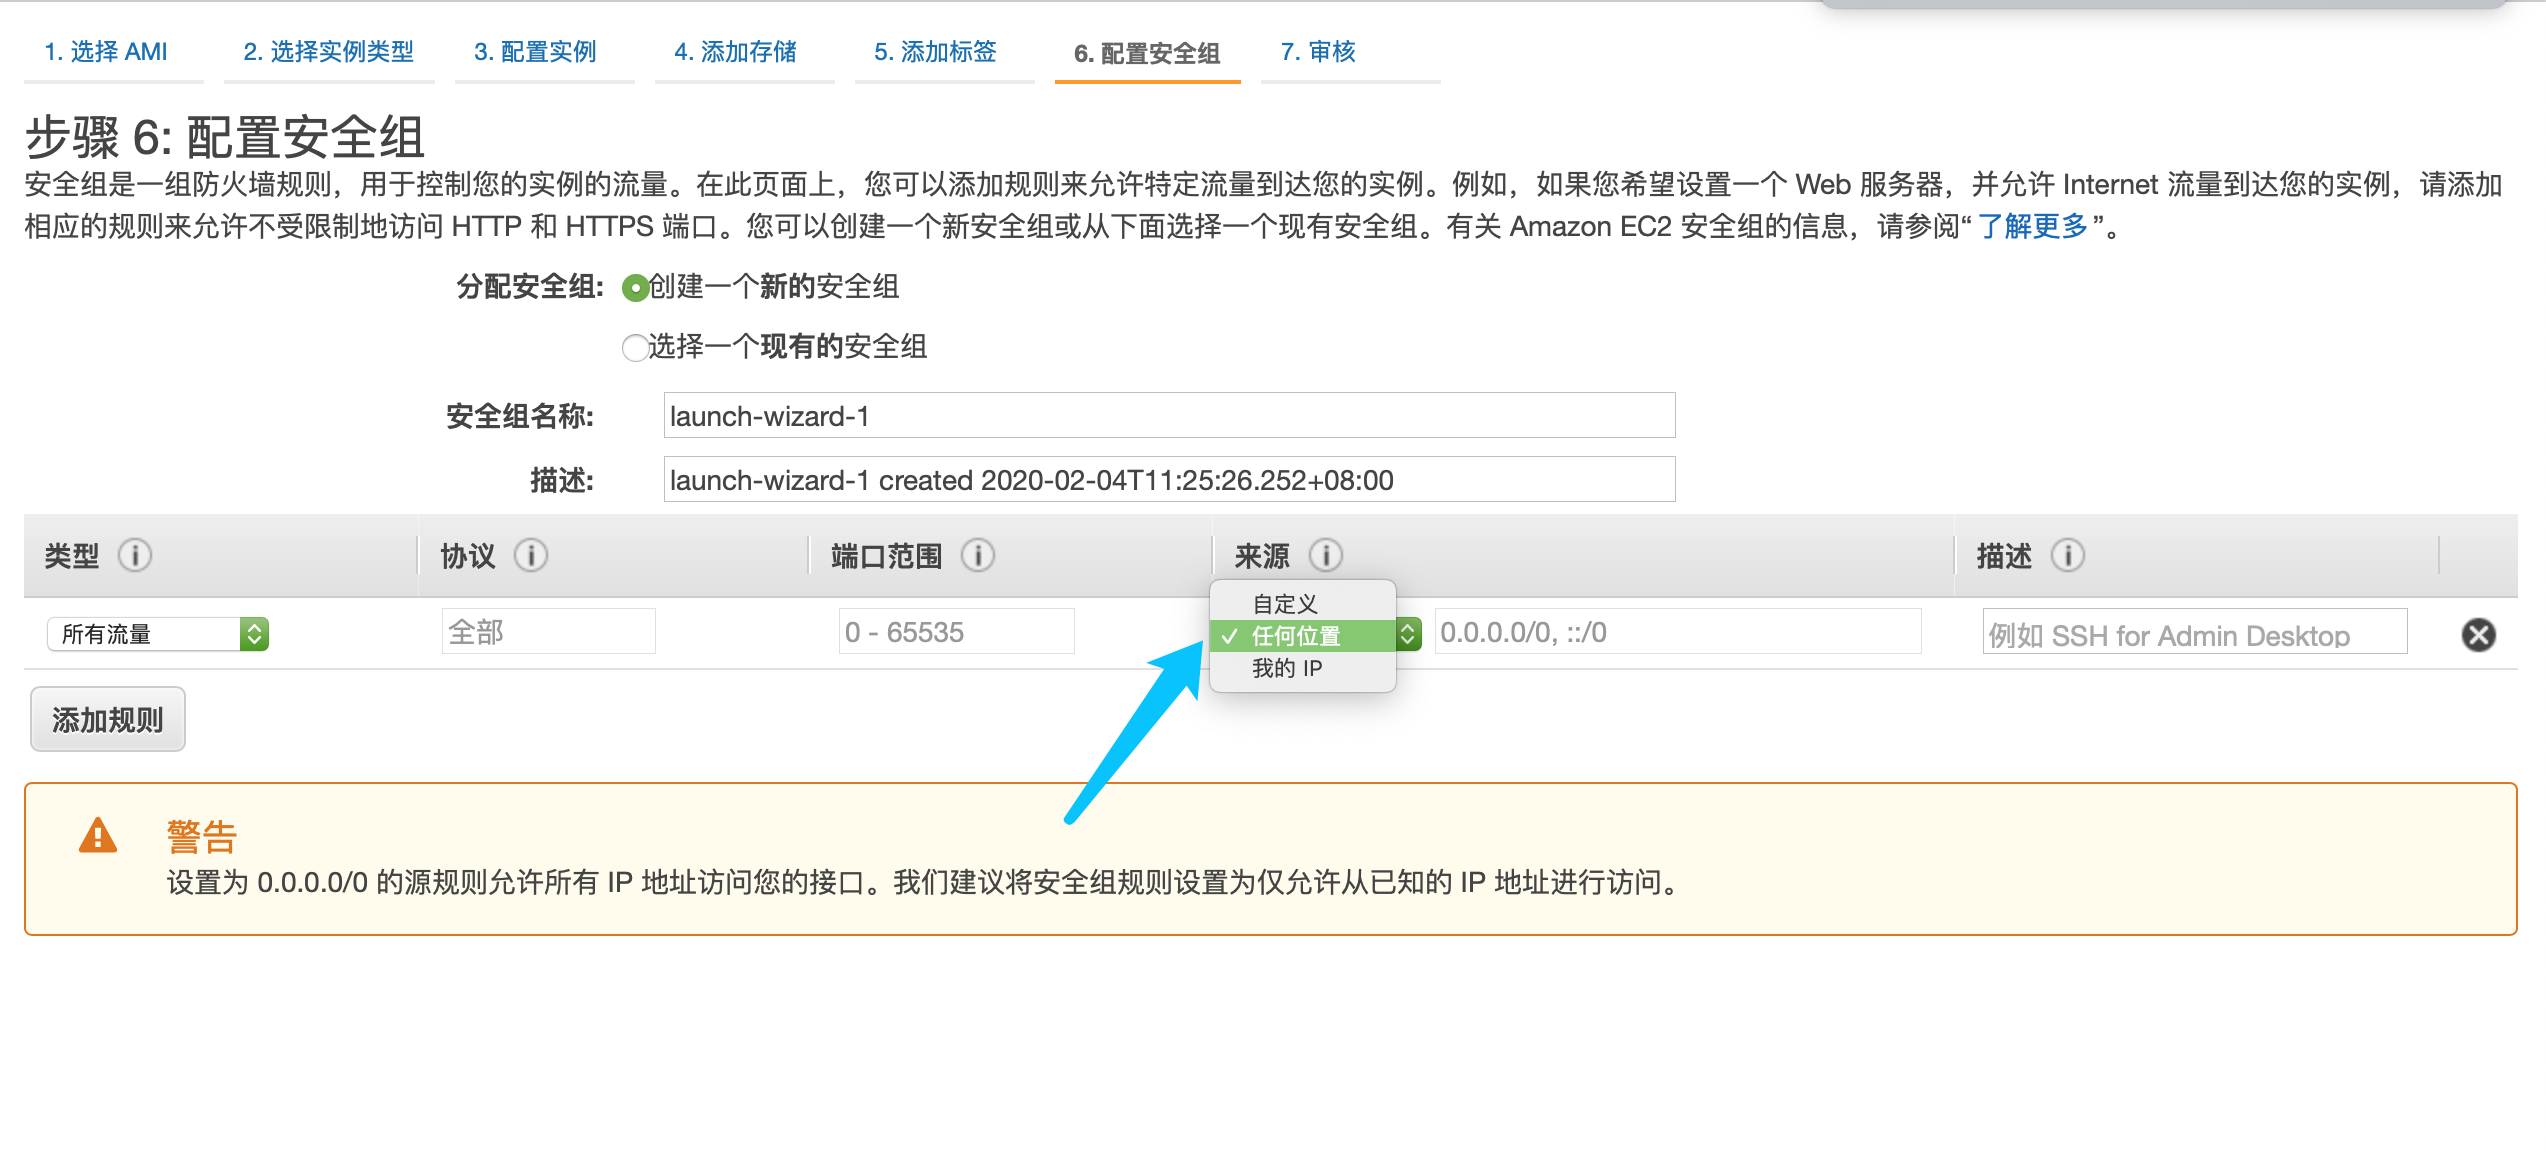 1. 选择 AMI
2. 选择实例类型
3. 配置实例
4. 添加存储
5. 添加标签
6. 配置安全组
7. 审核
步骤 6: 配置安全组
安全组是一组防火墙规则，用于控制您的实例的流量。在此页面上，您可以添加规则来允许特定流量到达您的实例。例如，如果您希望设置一个 Web 服务器，并允许 Internet 流量到达您的实例，请添加
相应的规则来允许不受限制地访问 HTTP 和 HTTPS 端口。您可以创建一个新安全组或从下面选择一个现有安全组。有关 Amazon EC2 安全组的信息，请参阅“了解更多”。
分配安全组: 创建一个新的安全组
选择一个现有的安全组
安全组名称: launch-wizard-1
描述: launch-wizard-1 created 2020-02-04T11:25:26.252+08:00
类型 协议 端口范围 来源 描述
自定义
所有流量 全部 0 - 65535 任何位置 0.0.0.0/0, ::/0 例如 SSH for Admin Desktop
我的 IP
添加规则
警告
设置为 0.0.0.0/0 的源规则允许所有 IP 地址访问您的接口。我们建议将安全组规则设置为仅允许从已知的 IP 地址进行访问。